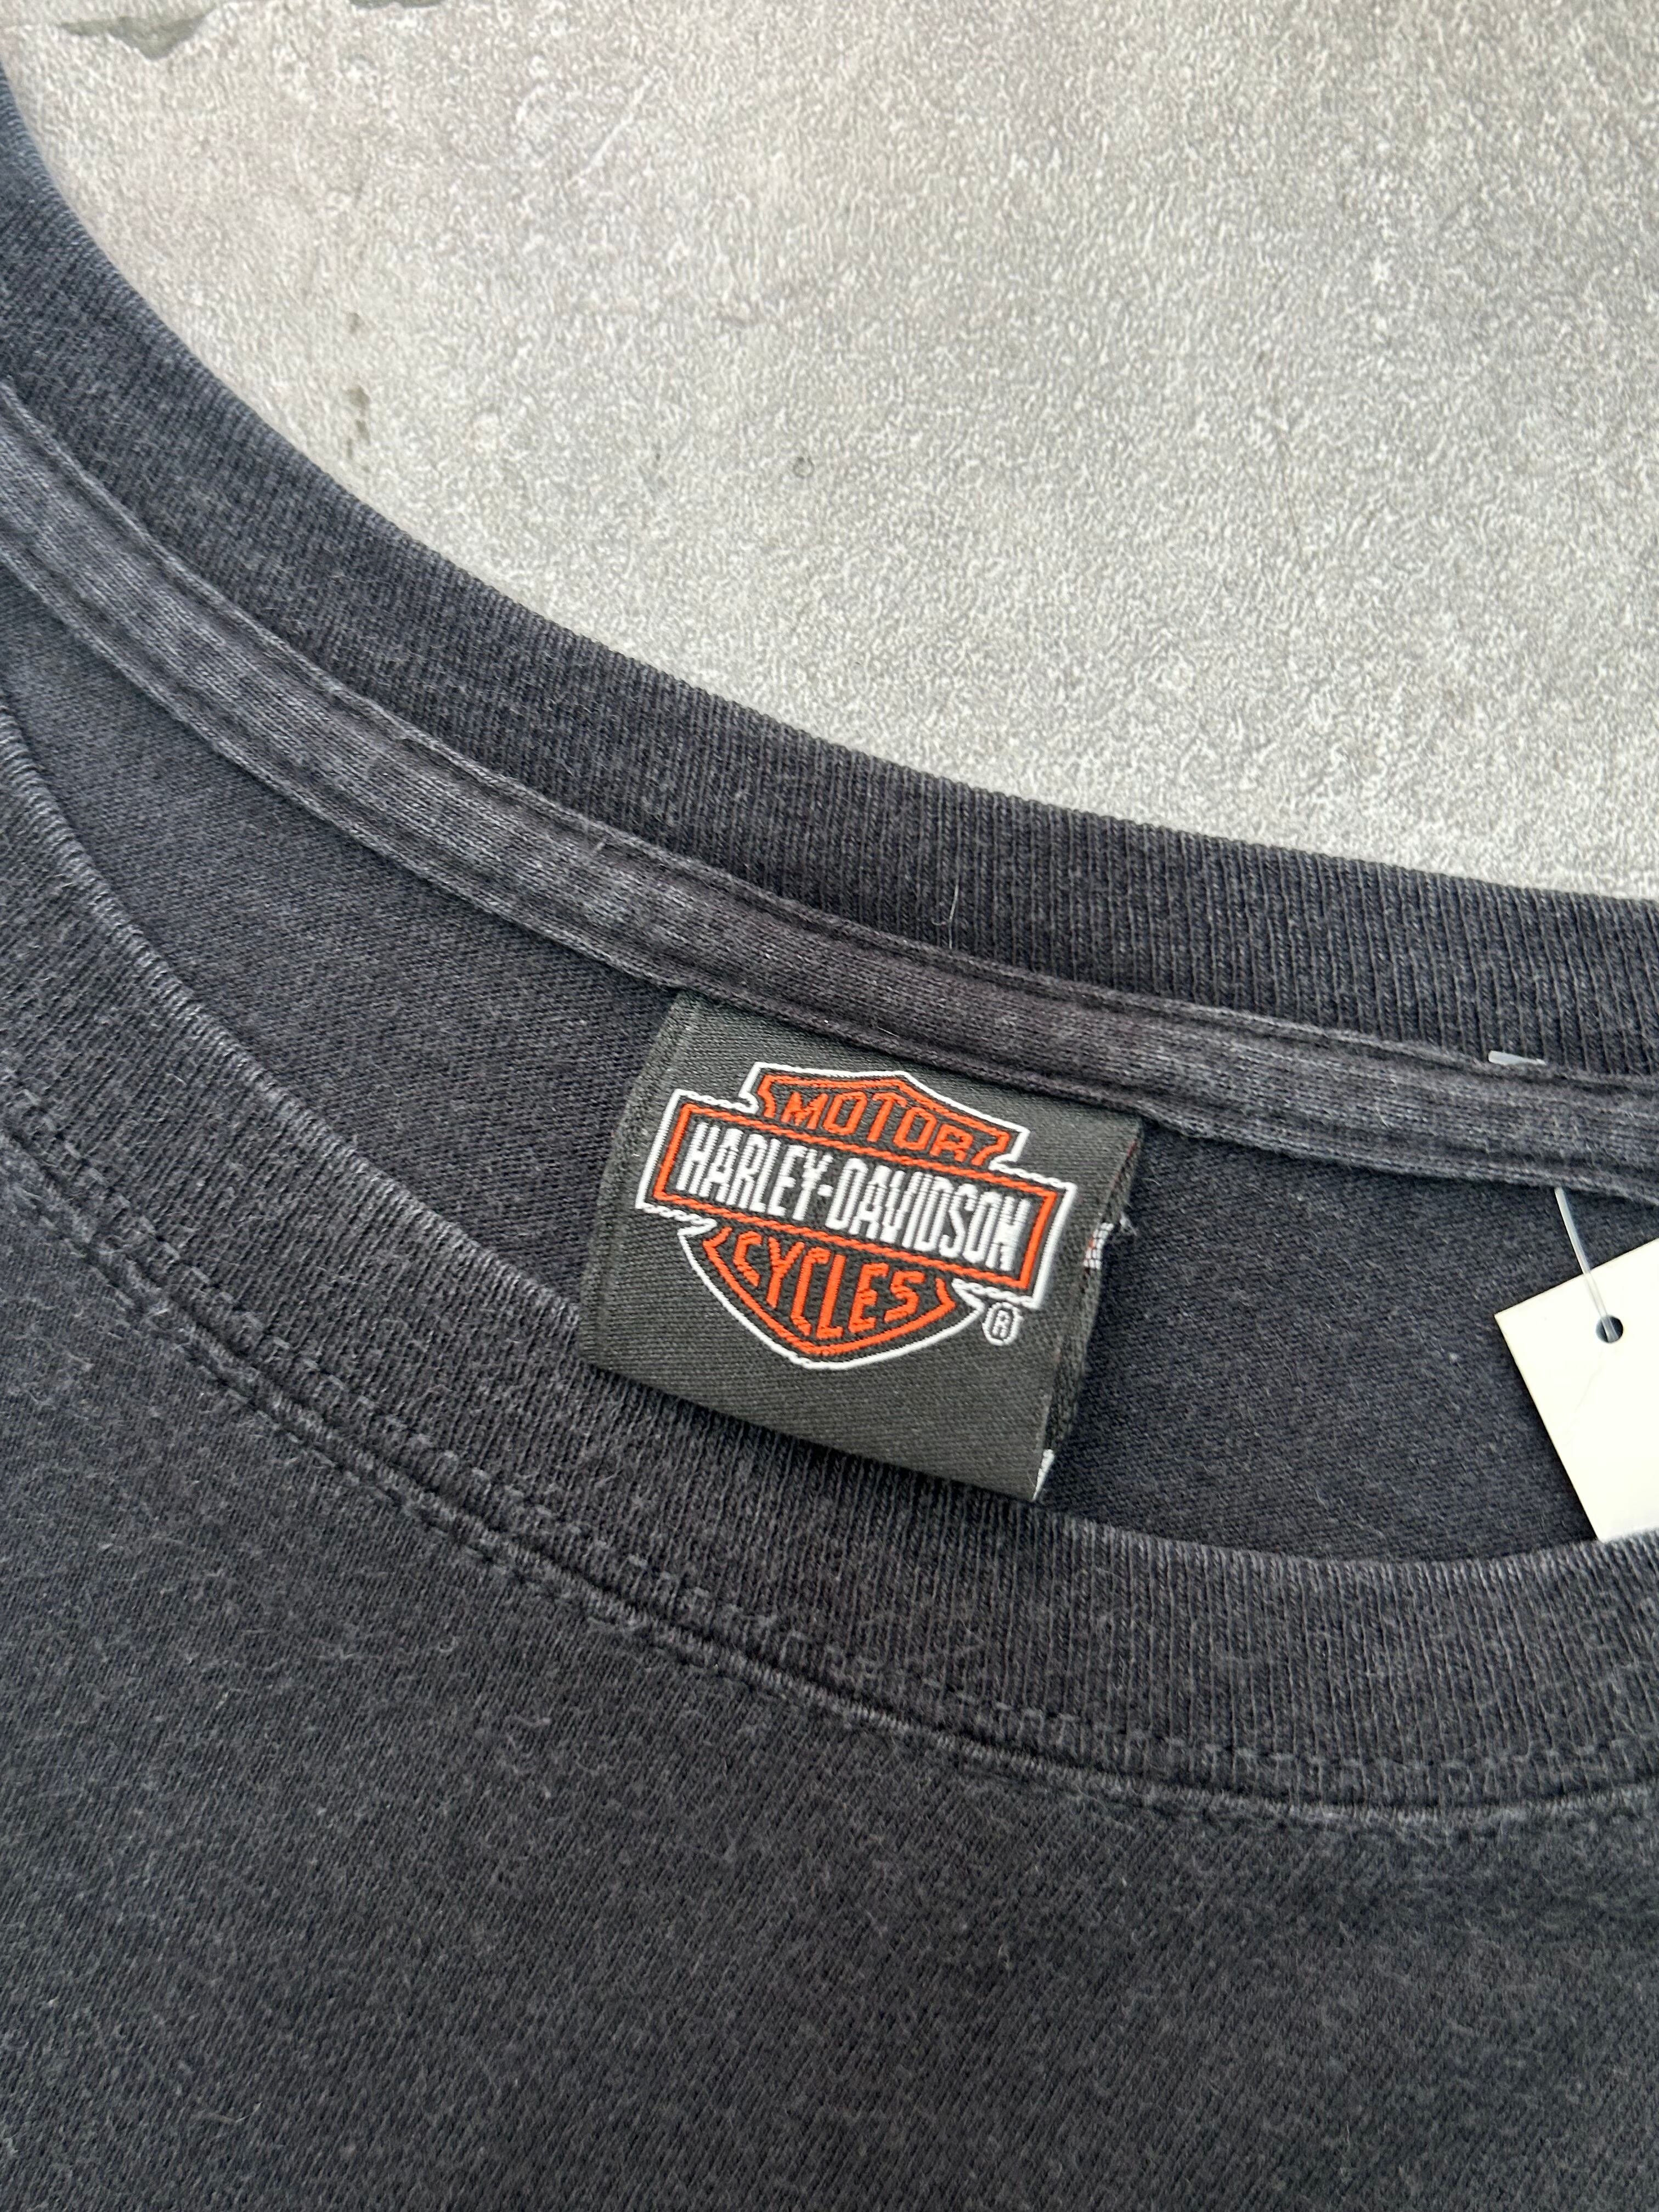 MOTOR
HARLEY-DAVIDSON
CYCLES
®